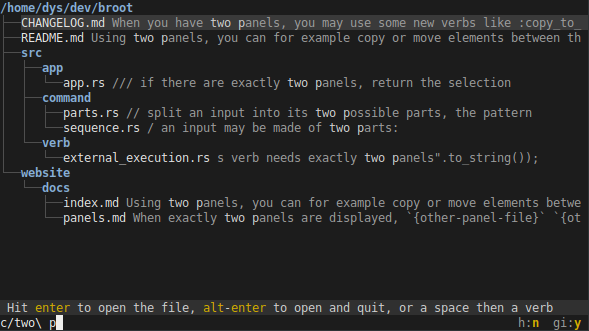 /home/dys/dev/broot
CHANGELOG.md When you have two panels, you may use some new verbs like :copy_to_
README.md Using two panels, you can for example copy or move elements between th
src
app
app.rs /// if there are exactly two panels, return the selection
command
parts.rs // split an input into its two possible parts, the pattern
sequence.rs / an input may be made of two parts:
verb
external_execution.rs s verb needs exactly two panels".to_string());
website
docs
index.md Using two panels, you can for example copy or move elements betwe
panels.md When exactly two panels are displayed, `{other-panel-file}` `{ot
Hit enter to open the file, alt-enter to open and quit, or a space then a verb
c/two\ p h:n gi:y